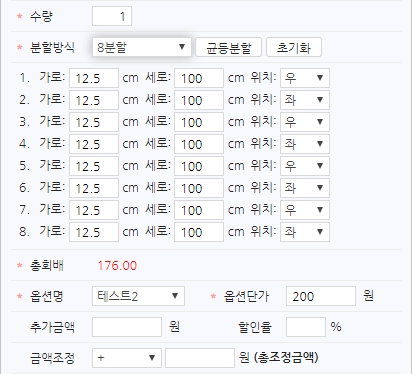 * 수량 1
* 분할방식 8분할 ▼ 균등분할 초기화
1. 가로: 12.5 cm 세로: 100 cm 위치: 우 ▼
2. 가로: 12.5 cm 세로: 100 cm 위치: 좌 ▼
3. 가로: 12.5 cm 세로: 100 cm 위치: 우 ▼
4. 가로: 12.5 cm 세로: 100 cm 위치: 좌 ▼
5. 가로: 12.5 cm 세로: 100 cm 위치: 우 ▼
6. 가로: 12.5 cm 세로: 100 cm 위치: 좌 ▼
7. 가로: 12.5 cm 세로: 100 cm 위치: 우 ▼
8. 가로: 12.5 cm 세로: 100 cm 위치: 좌 ▼
* 총회배 176.00
* 옵션명 테스트2 ▼ * 옵션단가 200 원
추가금액 원 할인율 %
금액조정 + ▼ 원 (총조정금액)